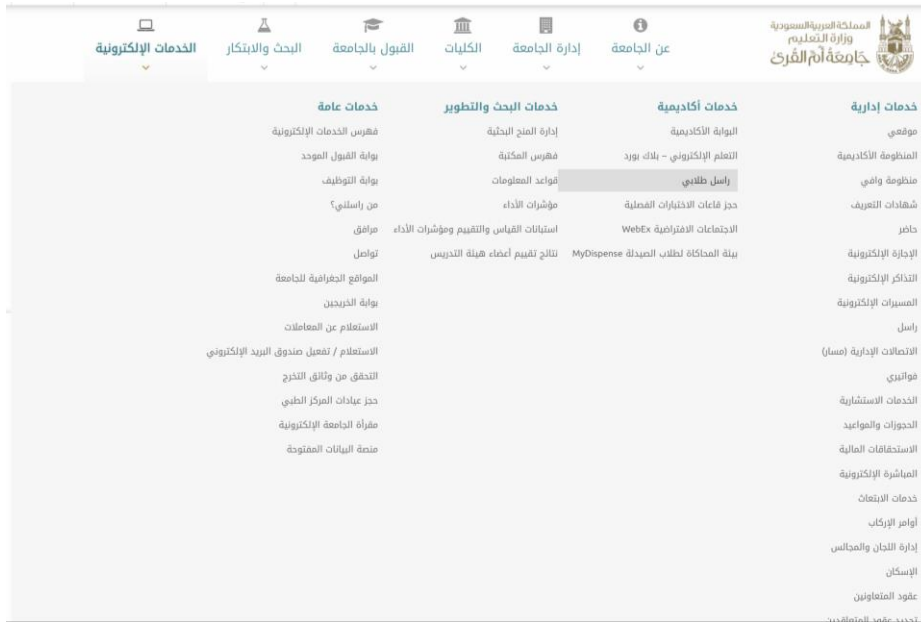 المملكة العربية السعودية
وزارة التعليم
جَامِعَةُ أُمِّ القُرَىٰ
عن الجامعة
إدارة الجامعة
الكليات
القبول بالجامعة
البحث والابتكار
الخدمات الإلكترونية
خدمات إدارية
موقعي
المنظومة الأكاديمية
منظومة وافي
شهادات التعريف
حاضر
الإجازة الإلكترونية
التذاكر الإلكترونية
المسيرات الإلكترونية
راسل
الاتصالات الإدارية (مسار)
فواتيري
الخدمات الاستشارية
الحجوزات والمواعيد
الاستحقاقات المالية
المباشرة الإلكترونية
خدمات الابتعاث
أوامر الإركاب
إدارة اللجان والمجالس
الإسكان
عقود المتعاونين
تجديد عقود المتعاقدين
خدمات أكاديمية
البوابة الأكاديمية
التعلم الإلكتروني – بلاك بورد
راسل طلابي
حجز قاعات الاختبارات الفصلية
الاجتماعات الافتراضية WebEx
بيئة المحاكاة لطلاب الصيدلة MyDispense
خدمات البحث والتطوير
إدارة المنح البحثية
فهرس المكتبة
قواعد المعلومات
مؤشرات الأداء
استبانات القياس والتقييم ومؤشرات الأداء
نتائج تقييم أعضاء هيئة التدريس
خدمات عامة
فهرس الخدمات الإلكترونية
بوابة القبول الموحد
بوابة التوظيف
من راسلني؟
مرافق
تواصل
المواقع الجغرافية للجامعة
بوابة الخريجين
الاستعلام عن المعاملات
الاستعلام / تفعيل صندوق البريد الإلكتروني
التحقق من وثائق التخرج
حجز عيادات المركز الطبي
مقرأة الجامعة الإلكترونية
منصة البيانات المفتوحة